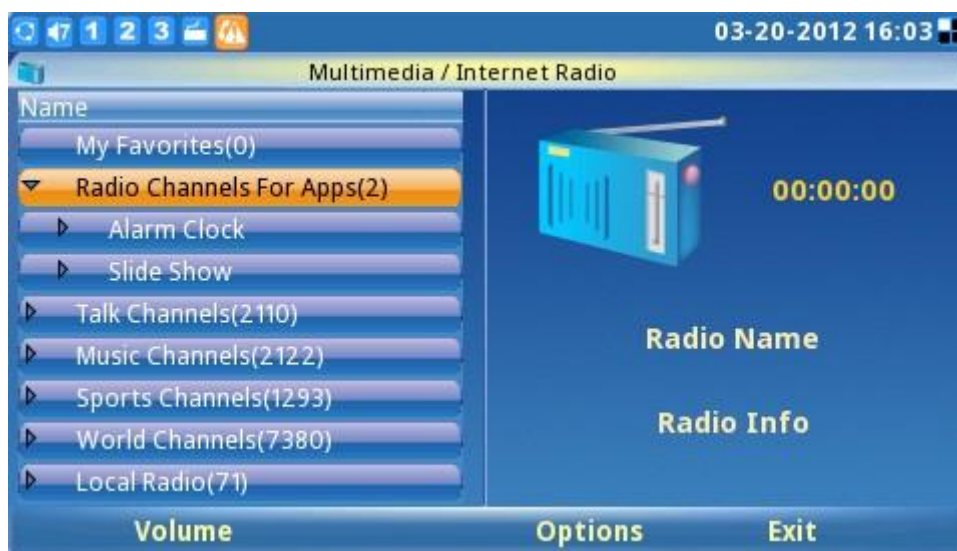 7 1 2 3 03-20-2012 16:03
Multimedia / Internet Radio
Name
My Favorites(0)
Radio Channels For Apps(2)
Alarm Clock
Slide Show
Talk Channels(2110)
Music Channels(2122)
Sports Channels(1293)
World Channels(7380)
Local Radio(71)
00:00:00
Radio Name
Radio Info
Volume Options Exit